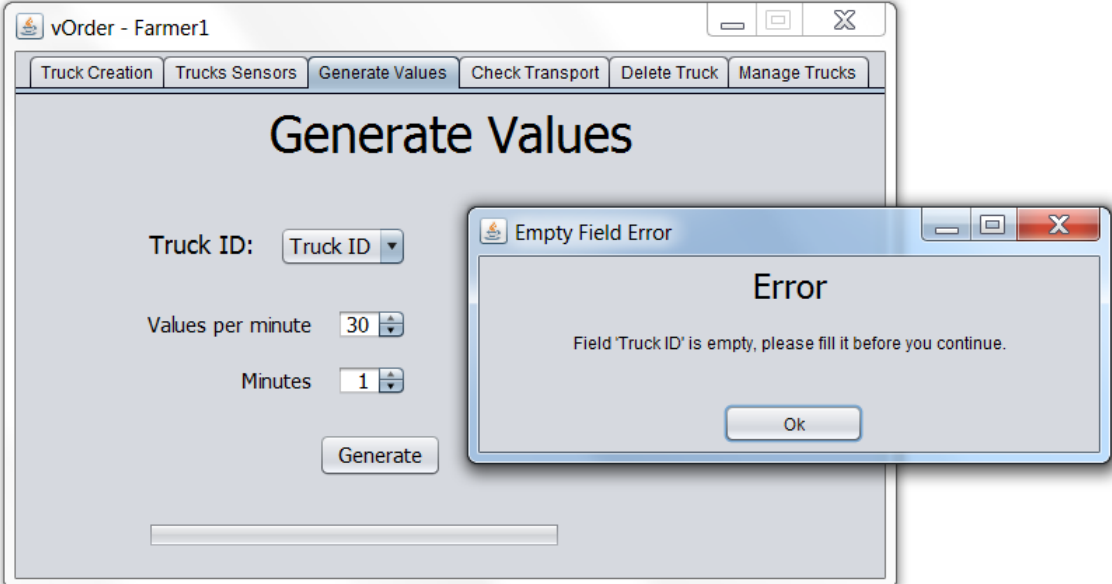 vOrder - Farmer1
Truck Creation Trucks Sensors Generate Values Check Transport Delete Truck Manage Trucks
Generate Values
Truck ID: Truck ID
Values per minute 30
Minutes 1
Generate
Empty Field Error
Error
Field 'Truck ID' is empty, please fill it before you continue.
Ok